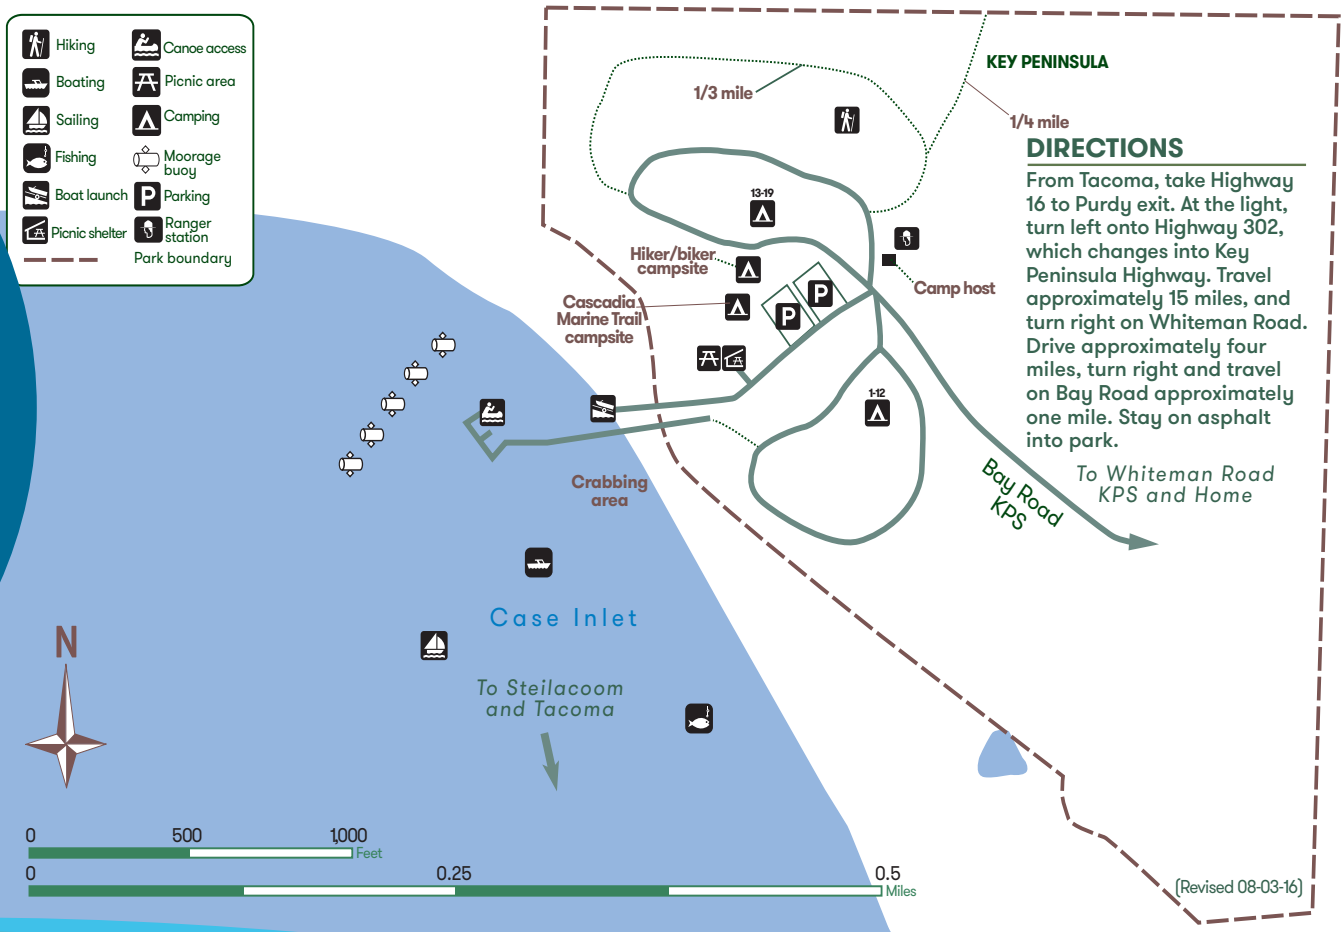 Hiking
Boating
Sailing
Fishing
Boat launch
Picnic shelter
Canoe access
Picnic area
Camping
Moorage
buoy
P
Parking
Ranger
station
Park boundary
1/3 mile
KEY PENINSULA
1/4 mile
DIRECTIONS
From Tacoma, take Highway
16 to Purdy exit. At the light,
turn left onto Highway 302,
which changes into Key
Peninsula Highway. Travel
approximately 15 miles, and
turn right on Whiteman Road.
Drive approximately four
miles, turn right and travel
on Bay Road approximately
one mile. Stay on asphalt
into park.
13-19
Hiker/biker
campsite
Camp host
Cascadia
Marine Trail
campsite
P
P
1-12
To Whiteman Road
KPS and Home
Bay Road
KPS
Crabbing
area
Case Inlet
To Steilacoom
and Tacoma
N
0 500 1,000
Feet
0 0.25 0.5
Miles
(Revised 08-03-16)